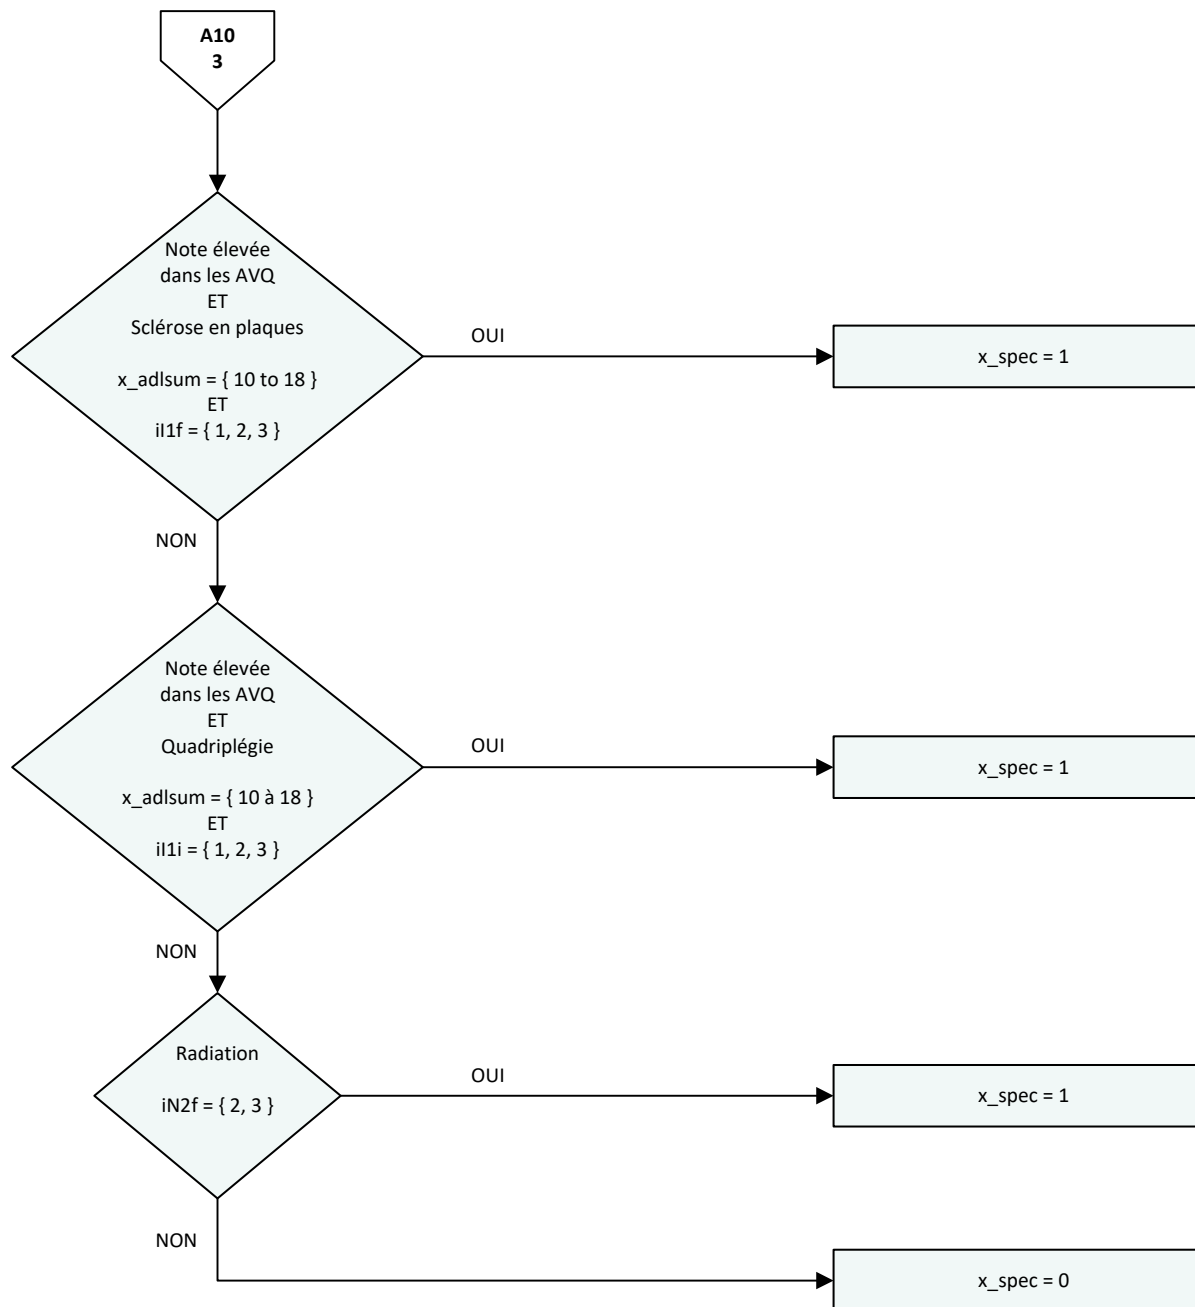 A10
3
Note élevée
dans les AVQ
ET
Sclérose en plaques
x_adlsum = { 10 to 18 }
ET
iI1f = { 1, 2, 3 }
OUI
x_spec = 1
NON
Note élevée
dans les AVQ
ET
Quadriplégie
x_adlsum = { 10 à 18 }
ET
iI1i = { 1, 2, 3 }
OUI
x_spec = 1
NON
Radiation
iN2f = { 2, 3 }
OUI
x_spec = 1
NON
x_spec = 0